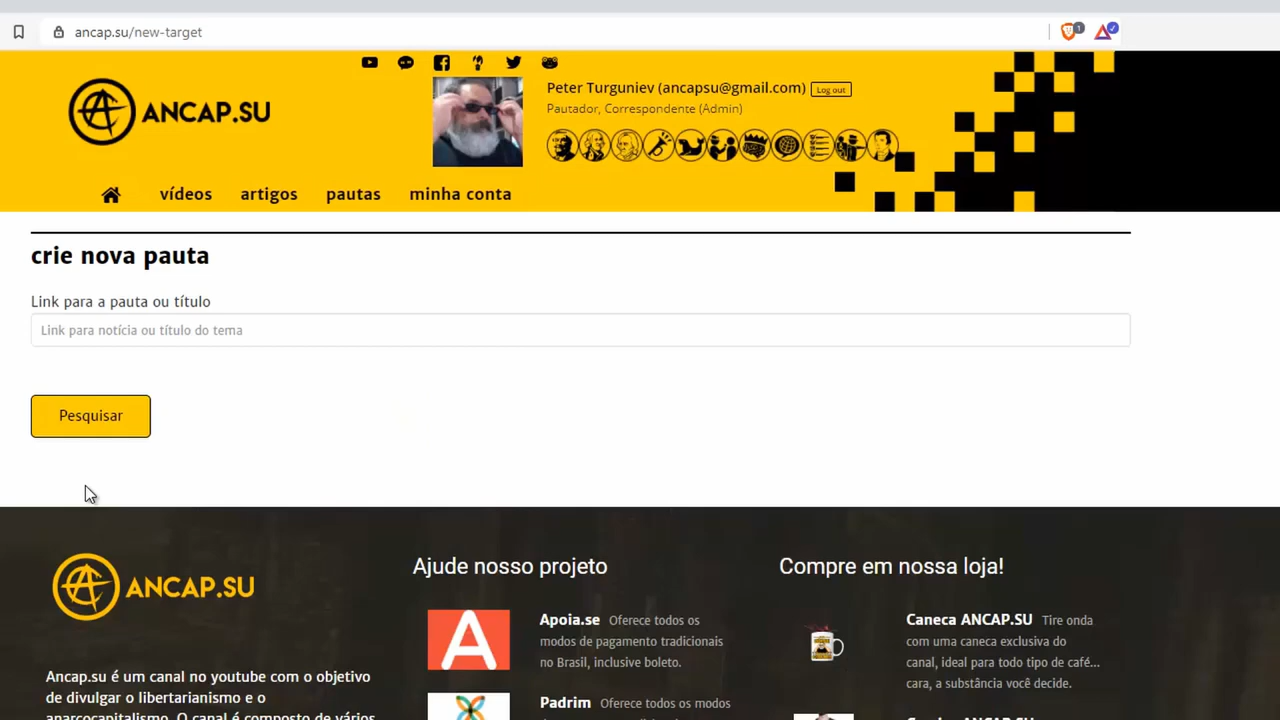 ancap.su/new-target
ANCAP.SU
Peter Turguniev (ancapsu@gmail.com) Log out
Pautador, Correspondente (Admin)
vídeos artigos pautas minha conta
crie nova pauta
Link para a pauta ou título
Link para notícia ou título do tema
Pesquisar
ANCAP.SU
Ancap.su é um canal no youtube com o objetivo
de divulgar o libertarianismo e o
anarcocapitalismo. O canal é composto de vários
Ajude nosso projeto
Apoia.se Oferece todos os
modos de pagamento tradicionais
no Brasil, inclusive boleto.
Padrim Oferece todos os modos
Compre em nossa loja!
Caneca ANCAP.SU Tire onda
com uma caneca exclusiva do
canal, ideal para todo tipo de café...
cara, a substância você decide.